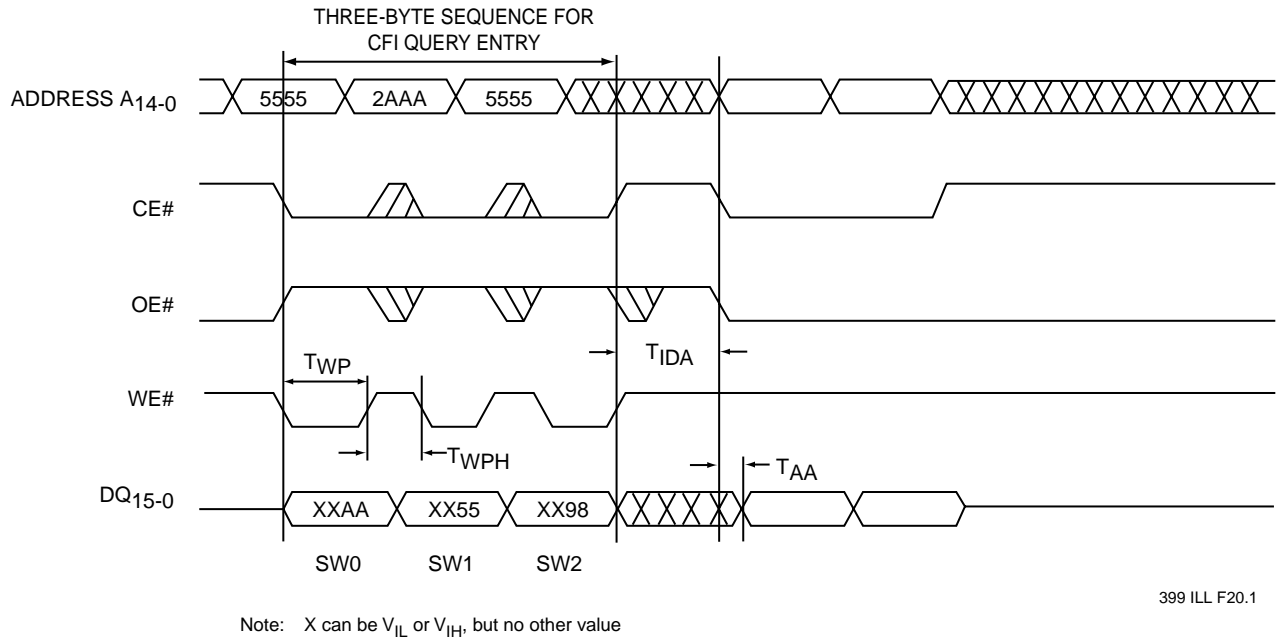 THREE-BYTE SEQUENCE FOR
CFI QUERY ENTRY
ADDRESS A14-0
5555
2AAA
5555
CE#
OE#
TWP
TIDA
WE#
TWPH
TAA
DQ15-0
XXAA
XX55
XX98
SW0
SW1
SW2
399 ILL F20.1
Note: X can be VIL or VIH, but no other value